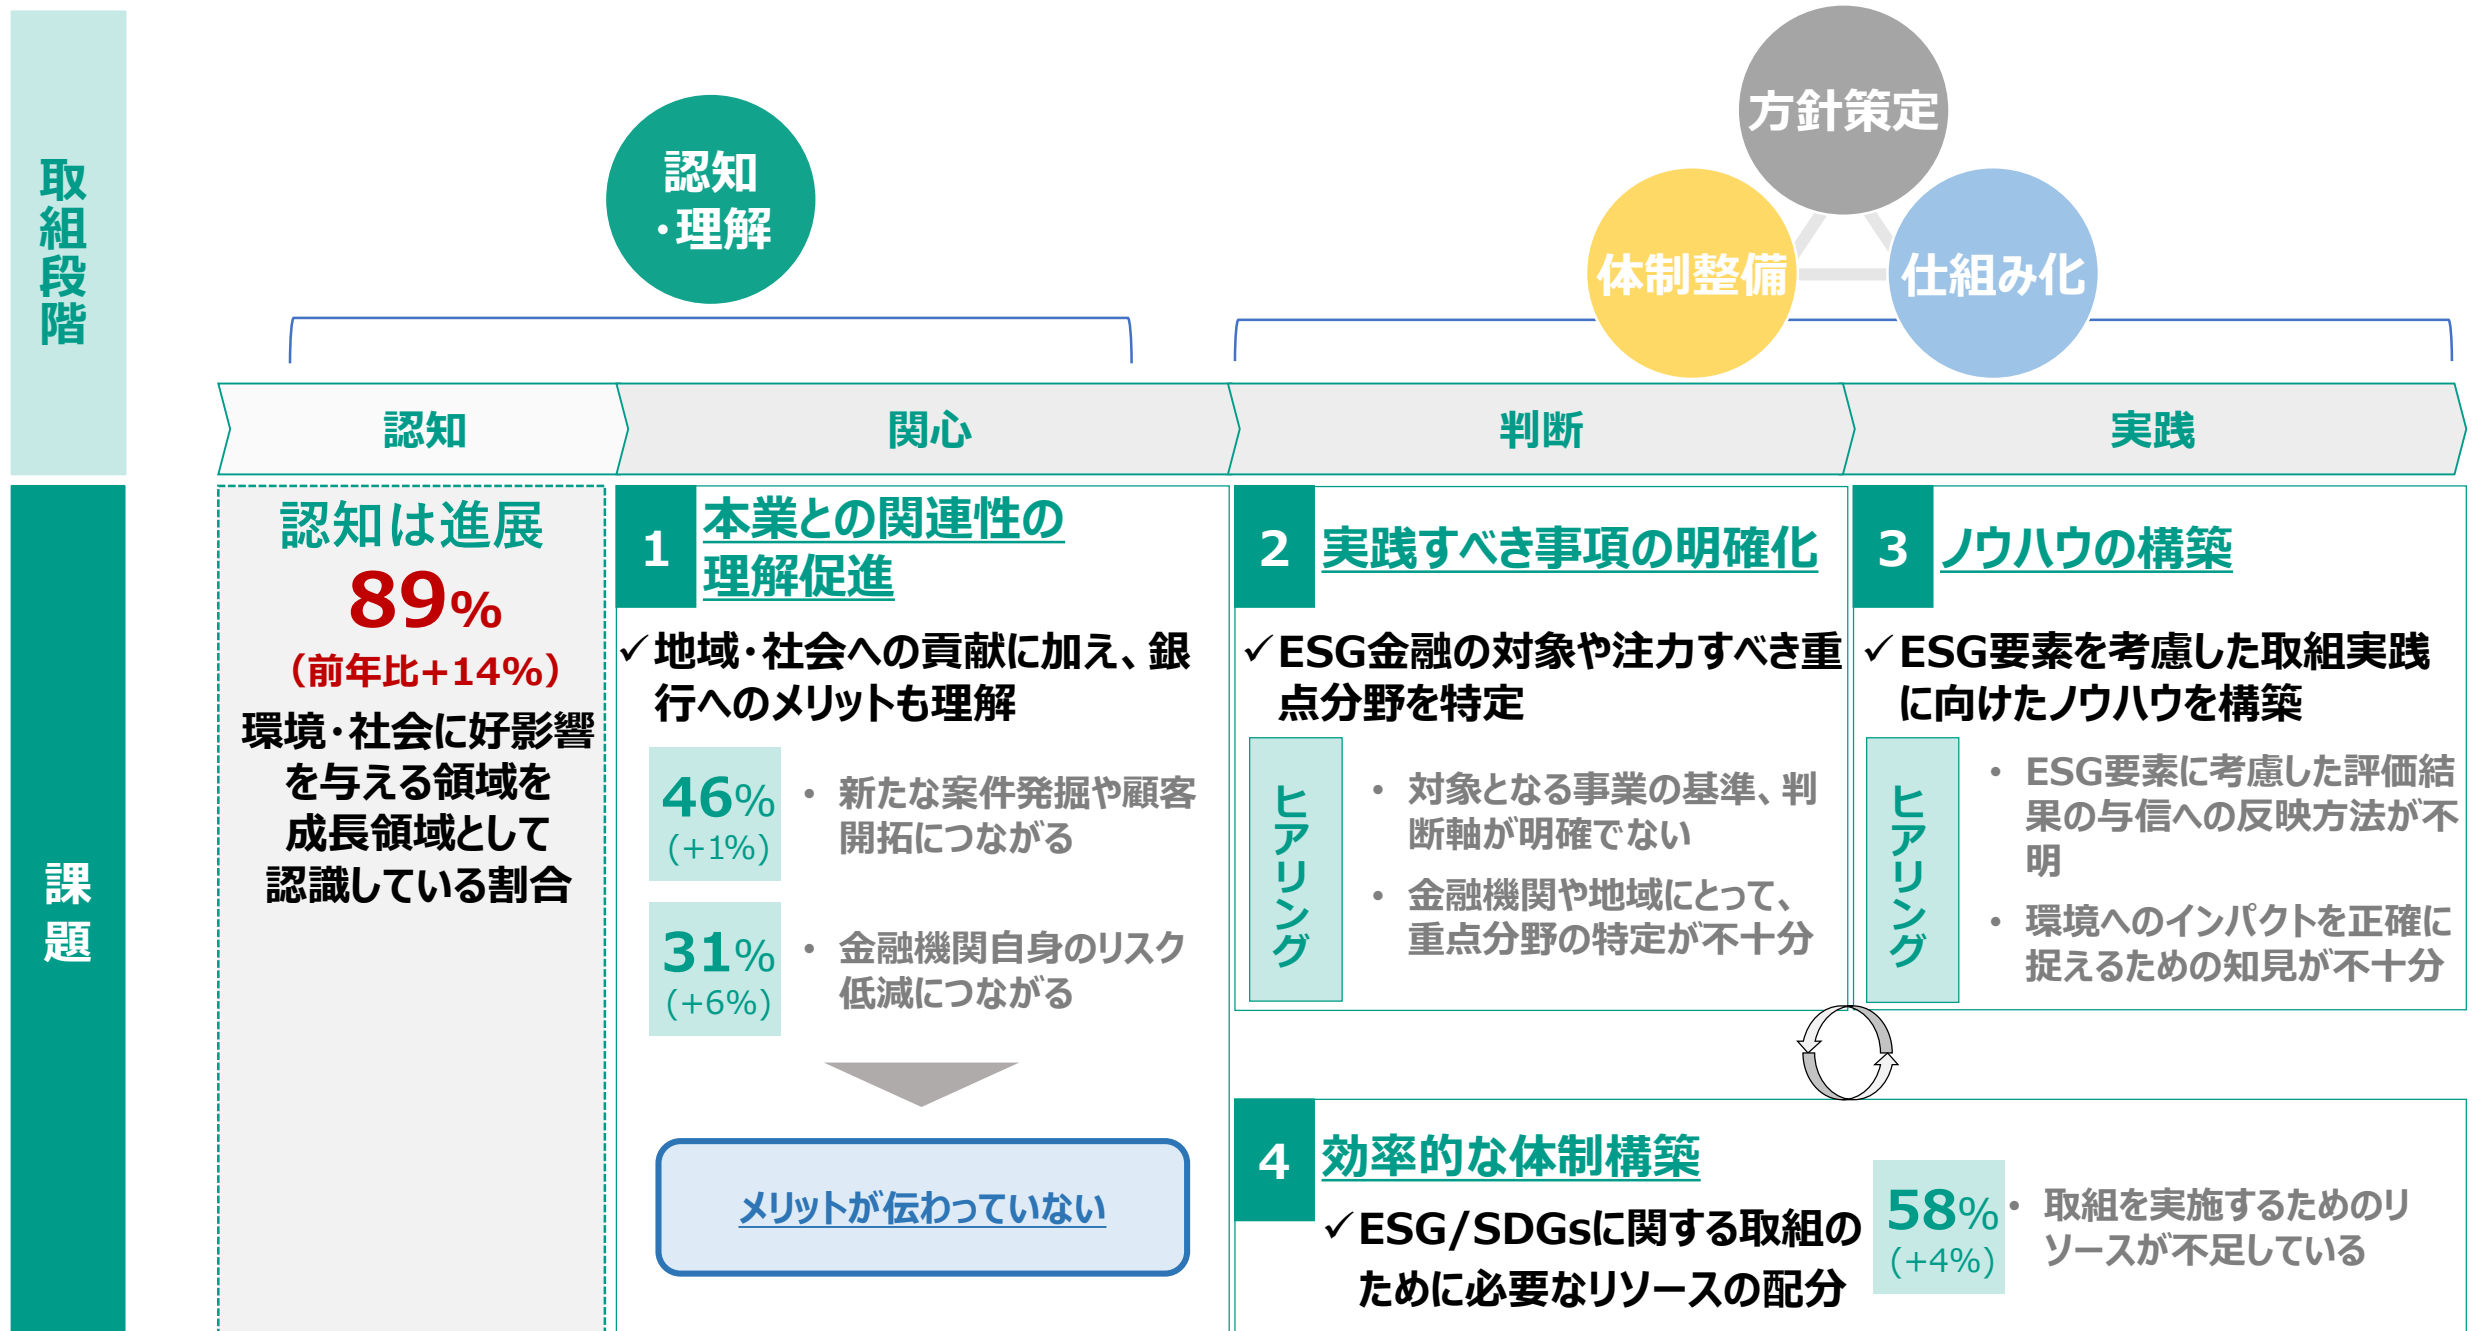 取組段階
認知
・理解
方針策定
体制整備
仕組み化
認知
関心
判断
実践
課題
認知は進展
89%
（前年比+14%）
環境・社会に好影響
を与える領域を
成長領域として
認識している割合
1
本業との関連性の
理解促進
✓地域・社会への貢献に加え、銀
行へのメリットも理解
46%
(+1%)
• 新たな案件発掘や顧客
開拓につながる
31%
(+6%)
• 金融機関自身のリスク
低減につながる
メリットが伝わっていない
2
実践すべき事項の明確化
✓ESG金融の対象や注力すべき重
点分野を特定
ヒアリング
• 対象となる事業の基準、判
断軸が明確でない
• 金融機関や地域にとって、
重点分野の特定が不十分
3
ノウハウの構築
✓ESG要素を考慮した取組実践
に向けたノウハウを構築
ヒアリング
• ESG要素に考慮した評価結
果の与信への反映方法が不
明
• 環境へのインパクトを正確に
捉えるための知見が不十分
4
効率的な体制構築
✓ESG/SDGsに関する取組の
ために必要なリソースの配分
58%
(+4%)
• 取組を実施するためのリ
ソースが不足している